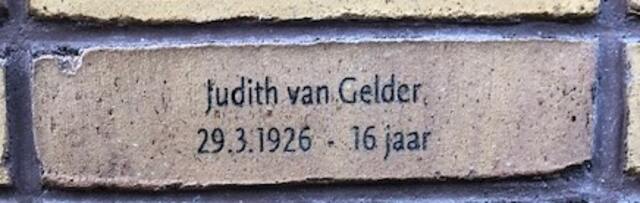 Judith van Gelder
29.3.1926 - 16 jaar